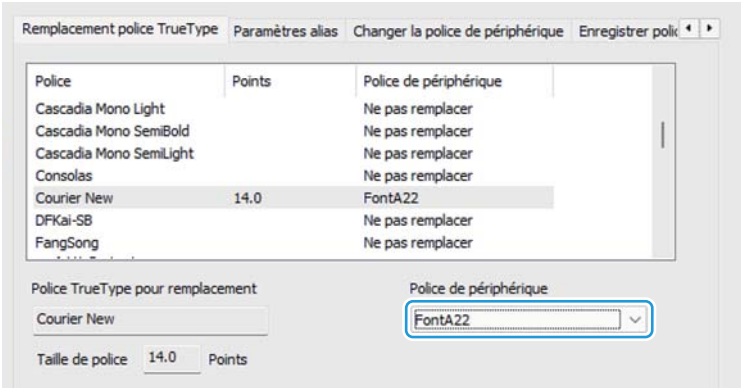 Remplacement police TrueType Paramètres alias Changer la police de périphérique Enregistrer polic
Police Points Police de périphérique
Cascadia Mono Light Ne pas remplacer
Cascadia Mono SemiBold Ne pas remplacer
Cascadia Mono SemiLight Ne pas remplacer
Consolas Ne pas remplacer
Courier New 14.0 FontA22
DFKai-SB Ne pas remplacer
FangSong Ne pas remplacer
Police TrueType pour remplacement Police de périphérique
Courier New FontA22
Taille de police 14.0 Points